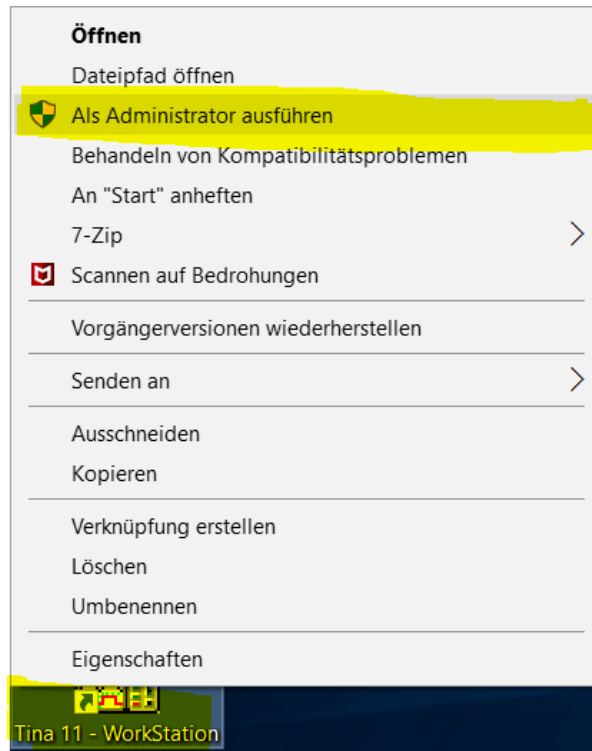 Öffnen
Dateipfad öffnen
Als Administrator ausführen
Behandeln von Kompatibilitätsproblemen
An "Start" anheften
7-Zip
Scannen auf Bedrohungen
Vorgängerversionen wiederherstellen
Senden an
Ausschneiden
Kopieren
Verknüpfung erstellen
Löschen
Umbenennen
Eigenschaften
Tina 11 - WorkStation